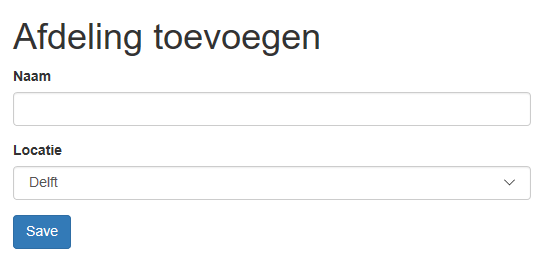 Afdeling toevoegen
Naam
Locatie
Delft
Save